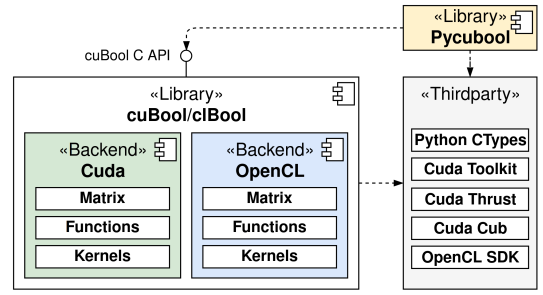 «Library»
Pycubool
cuBool C API
«Library»
cuBool/clBool
«Thirdparty»
«Backend»
Cuda
Matrix
Functions
Kernels
«Backend»
OpenCL
Matrix
Functions
Kernels
Python CTypes
Cuda Toolkit
Cuda Thrust
Cuda Cub
OpenCL SDK